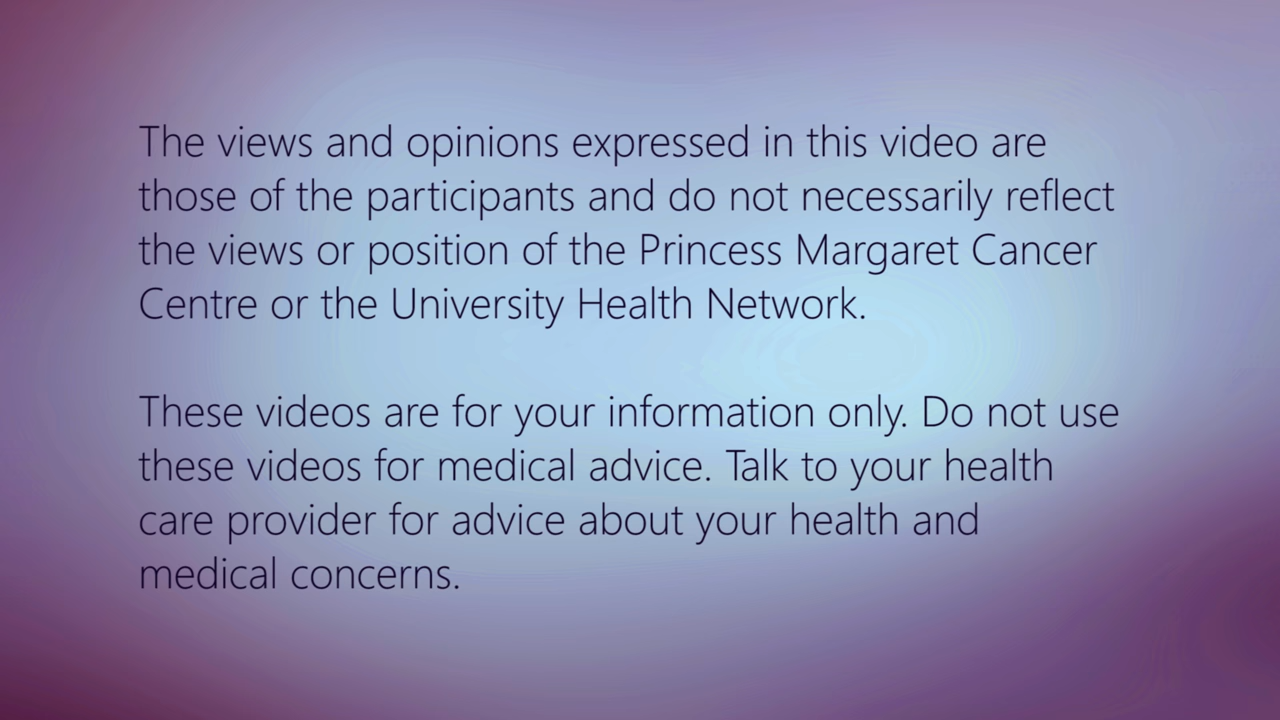 The views and opinions expressed in this video are
those of the participants and do not necessarily reflect
the views or position of the Princess Margaret Cancer
Centre or the University Health Network.
These videos are for your information only. Do not use
these videos for medical advice. Talk to your health
care provider for advice about your health and
medical concerns.